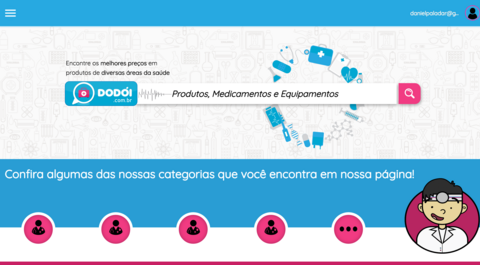 danielpaladar@g...
Encontre os melhores preços em
produtos de diversas áreas da saúde
DODÓI
.com.br
Produtos, Medicamentos e Equipamentos
Confira algumas das nossas categorias que você encontra em nossa página!